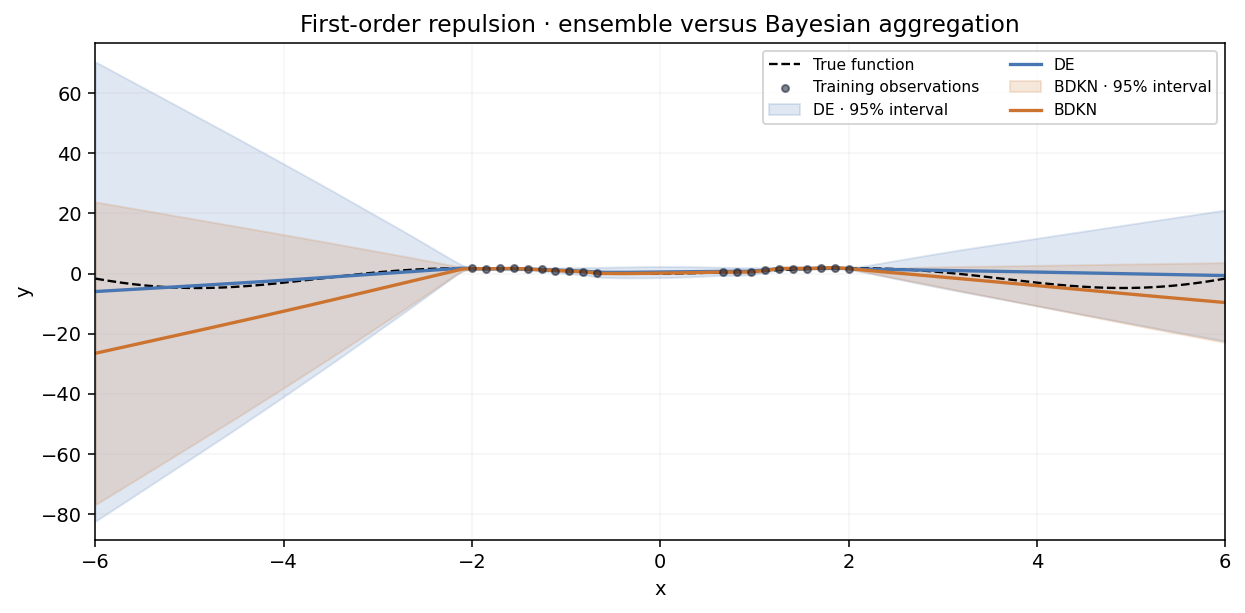 First-order repulsion · ensemble versus Bayesian aggregation
True function
Training observations
DE · 95% interval
DE
BDKN · 95% interval
BDKN
60
40
20
0
−20
−40
−60
−80
y
−6
−4
−2
0
2
4
6
x